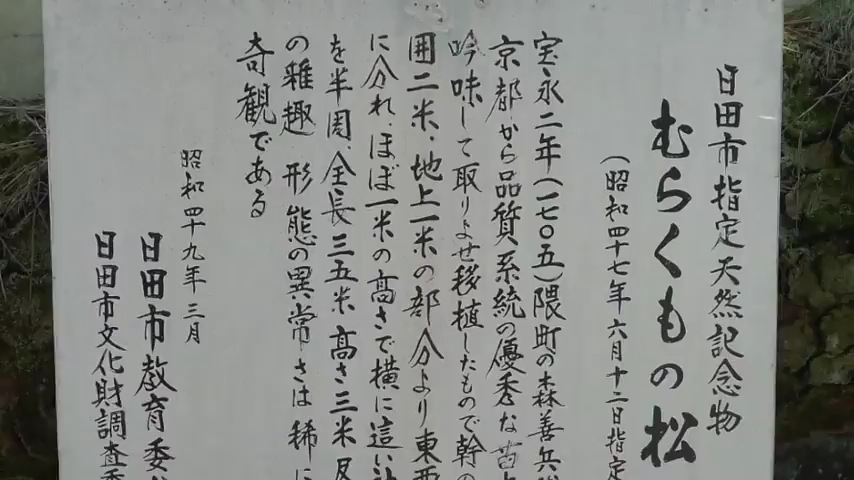 日田市指定天然記念物
むらくもの松
(昭和四十七年六月十二日指定
宝永二年(一七〇五)隈町の森善兵
京都から品質系統の優秀な苗
吟味して取りよせ移植したもので幹の
囲二米、地上一米の部分より東西
に分れ、ほぼ一米の高さで横に這い
を半周、全長三五米高さ三米
の雅趣 形態の異常さは稀に
奇観である
昭和四十九年三月
日田市教育委
日田市文化財調査委